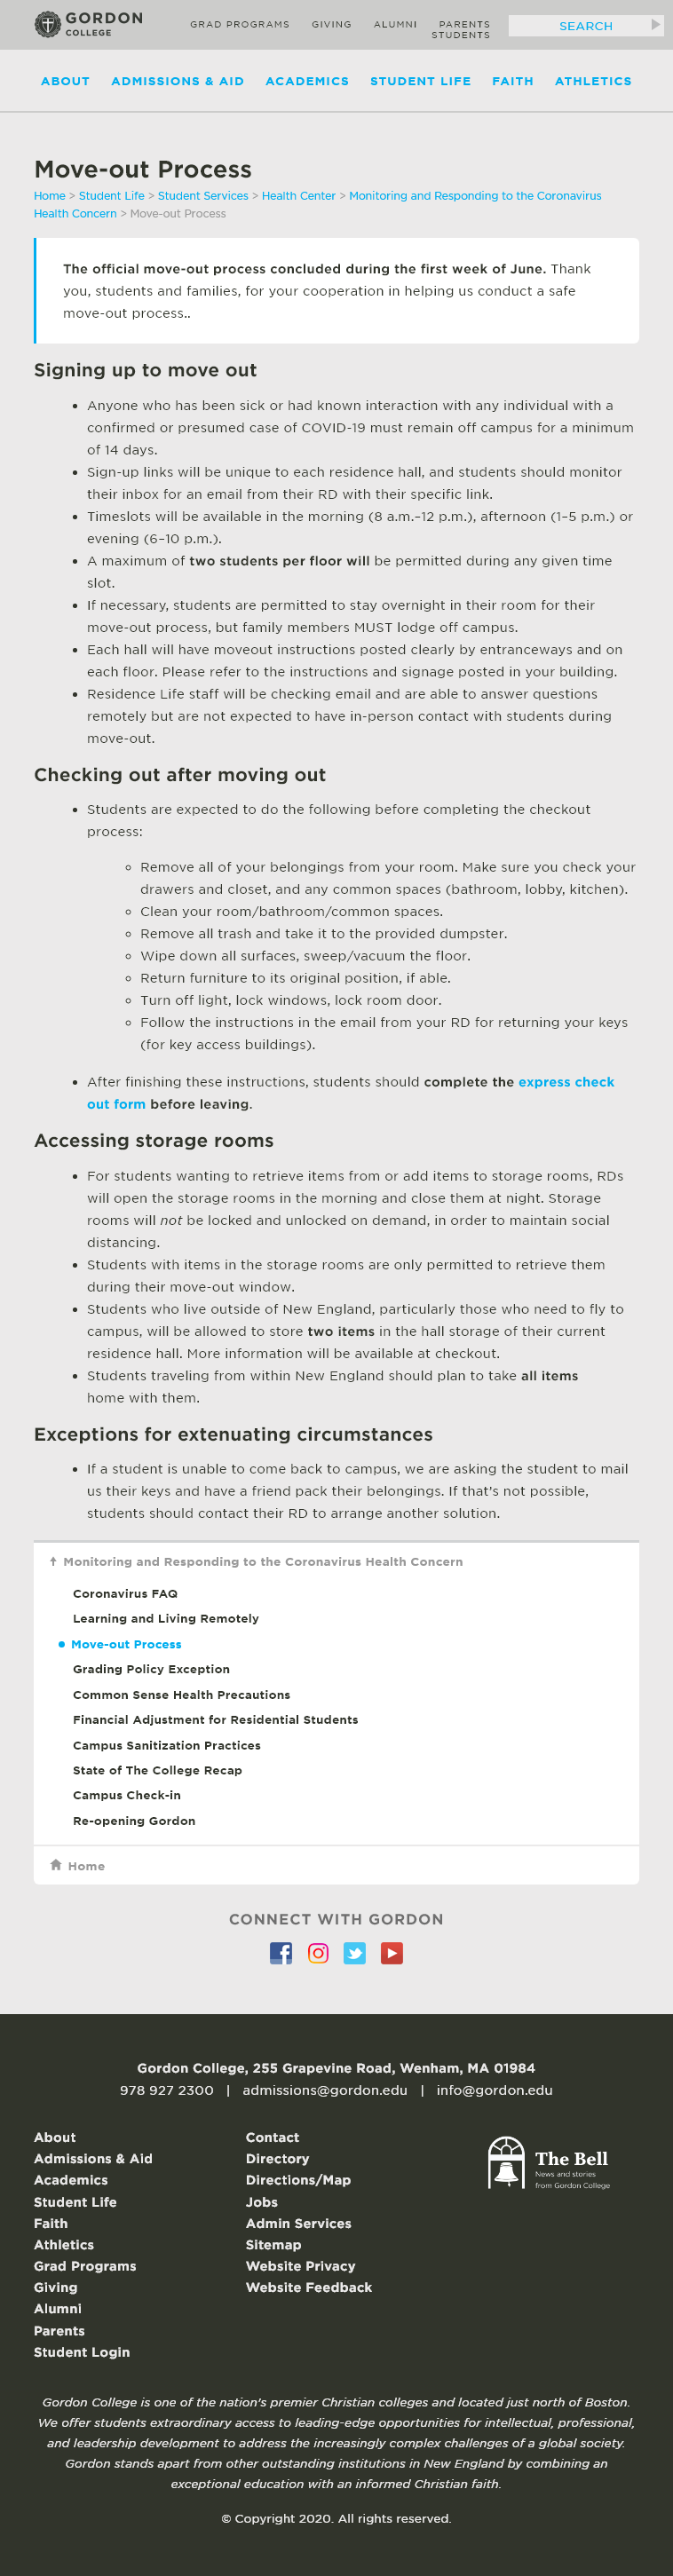 GORDON
COLLEGE
GRAD PROGRAMS GIVING ALUMNI PARENTS
STUDENTS
SEARCH
ABOUT ADMISSIONS & AID ACADEMICS STUDENT LIFE FAITH ATHLETICS
Move-out Process
Home > Student Life > Student Services > Health Center > Monitoring and Responding to the Coronavirus
Health Concern > Move-out Process
The official move-out process concluded during the first week of June. Thank
you, students and families, for your cooperation in helping us conduct a safe
move-out process..
Signing up to move out
• Anyone who has been sick or had known interaction with any individual with a
confirmed or presumed case of COVID-19 must remain off campus for a minimum
of 14 days.
• Sign-up links will be unique to each residence hall, and students should monitor
their inbox for an email from their RD with their specific link.
• Timeslots will be available in the morning (8 a.m.–12 p.m.), afternoon (1–5 p.m.) or
evening (6–10 p.m.).
• A maximum of two students per floor will be permitted during any given time
slot.
• If necessary, students are permitted to stay overnight in their room for their
move-out process, but family members MUST lodge off campus.
• Each hall will have moveout instructions posted clearly by entranceways and on
each floor. Please refer to the instructions and signage posted in your building.
• Residence Life staff will be checking email and are able to answer questions
remotely but are not expected to have in-person contact with students during
move-out.
Checking out after moving out
• Students are expected to do the following before completing the checkout
process:
◦ Remove all of your belongings from your room. Make sure you check your
drawers and closet, and any common spaces (bathroom, lobby, kitchen).
◦ Clean your room/bathroom/common spaces.
◦ Remove all trash and take it to the provided dumpster.
◦ Wipe down all surfaces, sweep/vacuum the floor.
◦ Return furniture to its original position, if able.
◦ Turn off light, lock windows, lock room door.
◦ Follow the instructions in the email from your RD for returning your keys
(for key access buildings).
• After finishing these instructions, students should complete the express check
out form before leaving.
Accessing storage rooms
• For students wanting to retrieve items from or add items to storage rooms, RDs
will open the storage rooms in the morning and close them at night. Storage
rooms will not be locked and unlocked on demand, in order to maintain social
distancing.
• Students with items in the storage rooms are only permitted to retrieve them
during their move-out window.
• Students who live outside of New England, particularly those who need to fly to
campus, will be allowed to store two items in the hall storage of their current
residence hall. More information will be available at checkout.
• Students traveling from within New England should plan to take all items
home with them.
Exceptions for extenuating circumstances
• If a student is unable to come back to campus, we are asking the student to mail
us their keys and have a friend pack their belongings. If that's not possible,
students should contact their RD to arrange another solution.
Monitoring and Responding to the Coronavirus Health Concern
Coronavirus FAQ
Learning and Living Remotely
Move-out Process
Grading Policy Exception
Common Sense Health Precautions
Financial Adjustment for Residential Students
Campus Sanitization Practices
State of The College Recap
Campus Check-in
Re-opening Gordon
Home
CONNECT WITH GORDON
Gordon College, 255 Grapevine Road, Wenham, MA 01984
978 927 2300 | admissions@gordon.edu | info@gordon.edu
About
Admissions & Aid
Academics
Student Life
Faith
Athletics
Grad Programs
Giving
Alumni
Parents
Student Login
Contact
Directory
Directions/Map
Jobs
Admin Services
Sitemap
Website Privacy
Website Feedback
The Bell
News and stories
from Gordon College
Gordon College is one of the nation's premier Christian colleges and located just north of Boston.
We offer students extraordinary access to leading-edge opportunities for intellectual, professional,
and leadership development to address the increasingly complex challenges of a global society.
Gordon stands apart from other outstanding institutions in New England by combining an
exceptional education with an informed Christian faith.
© Copyright 2020. All rights reserved.